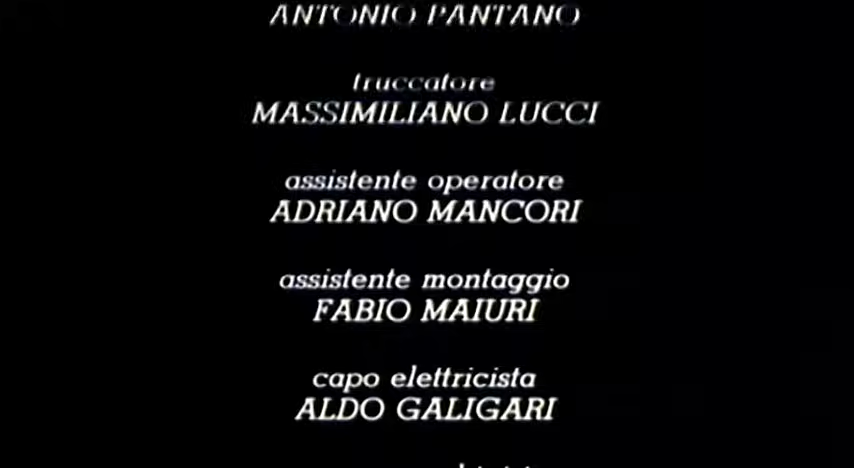 ANTONIO PANTANO
truccatore
MASSIMILIANO LUCCI
assistente operatore
ADRIANO MANCORI
assistente montaggio
FABIO MAIURI
capo elettricista
ALDO GALIGARI